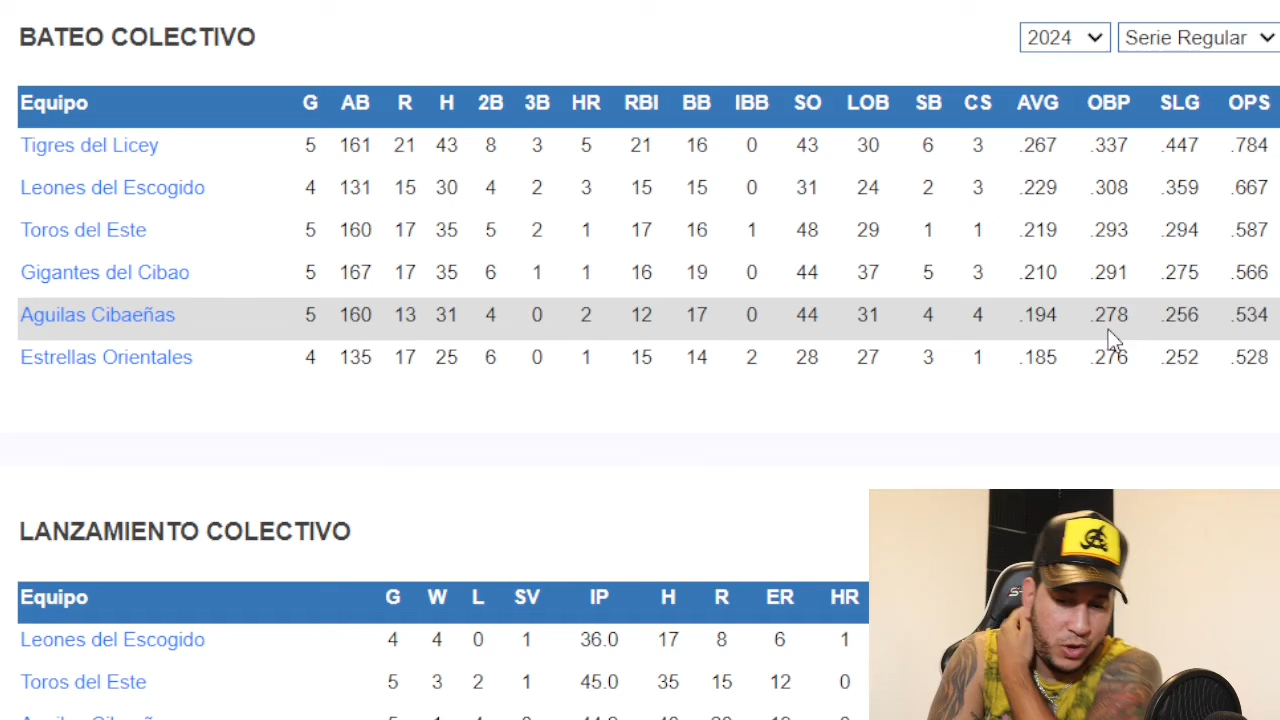 BATEO COLECTIVO 2024 Serie Regular
Equipo G AB R H 2B 3B HR RBI BB IBB SO LOB SB CS AVG OBP SLG OPS
Tigres del Licey 5 161 21 43 8 3 5 21 16 0 43 30 6 3 .267 .337 .447 .784
Leones del Escogido 4 131 15 30 4 2 3 15 15 0 31 24 2 3 .229 .308 .359 .667
Toros del Este 5 160 17 35 5 2 1 17 16 1 48 29 1 1 .219 .293 .294 .587
Gigantes del Cibao 5 167 17 35 6 1 1 16 19 0 44 37 5 3 .210 .291 .275 .566
Aguilas Cibaeñas 5 160 13 31 4 0 2 12 17 0 44 31 4 4 .194 .278 .256 .534
Estrellas Orientales 4 135 17 25 6 0 1 15 14 2 28 27 3 1 .185 .276 .252 .528
LANZAMIENTO COLECTIVO
Equipo G W L SV IP H R ER HR
Leones del Escogido 4 4 0 1 36.0 17 8 6 1
Toros del Este 5 3 2 1 45.0 35 15 12 0